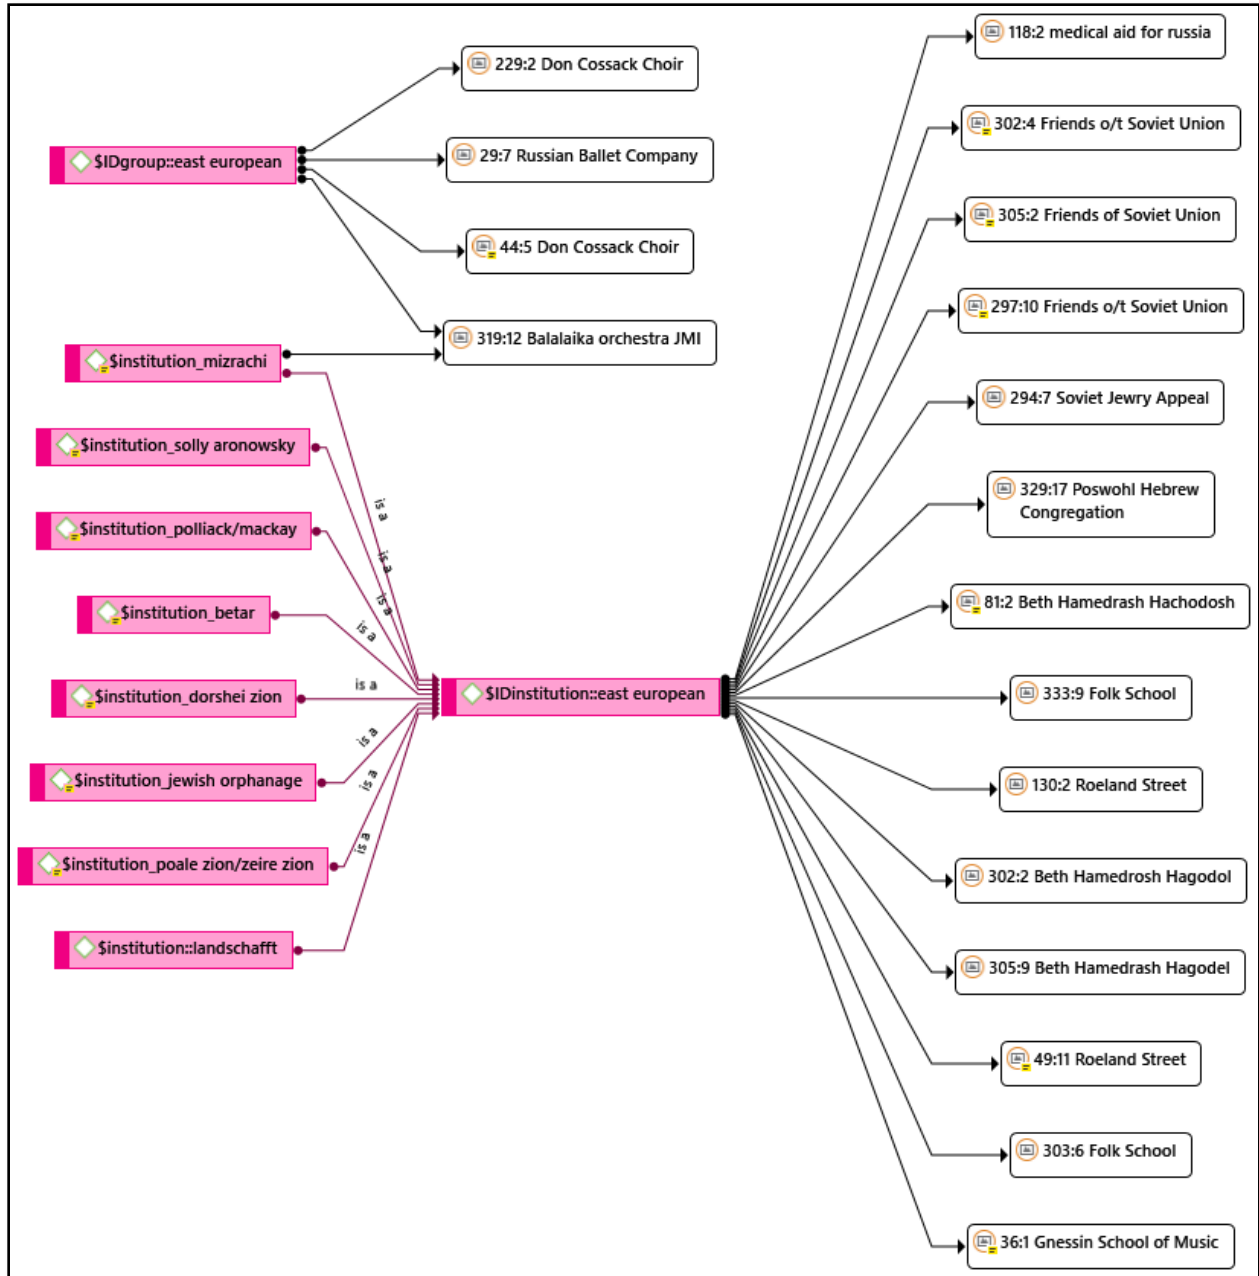 229:2 Don Cossack Choir
$IDgroup::east european
29:7 Russian Ballet Company
44:5 Don Cossack Choir
319:12 Balalaika orchestra JMI
$institution_mizrachi
$institution_solly aronowsky
$institution_polliack/mackay
$institution_betar
$institution_dorshei zion
$institution_jewish orphanage
$institution_poale zion/zeire zion
$institution::landschafft
is a
is a
is a
is a
is a
is a
is a
is a
$IDinstitution::east european
118:2 medical aid for russia
302:4 Friends o/t Soviet Union
305:2 Friends of Soviet Union
297:10 Friends o/t Soviet Union
294:7 Soviet Jewry Appeal
329:17 Poswohl Hebrew
Congregation
81:2 Beth Hamedrash Hachodosh
333:9 Folk School
130:2 Roeland Street
302:2 Beth Hamedrosh Hagodol
305:9 Beth Hamedrash Hagodel
49:11 Roeland Street
303:6 Folk School
36:1 Gnessin School of Music